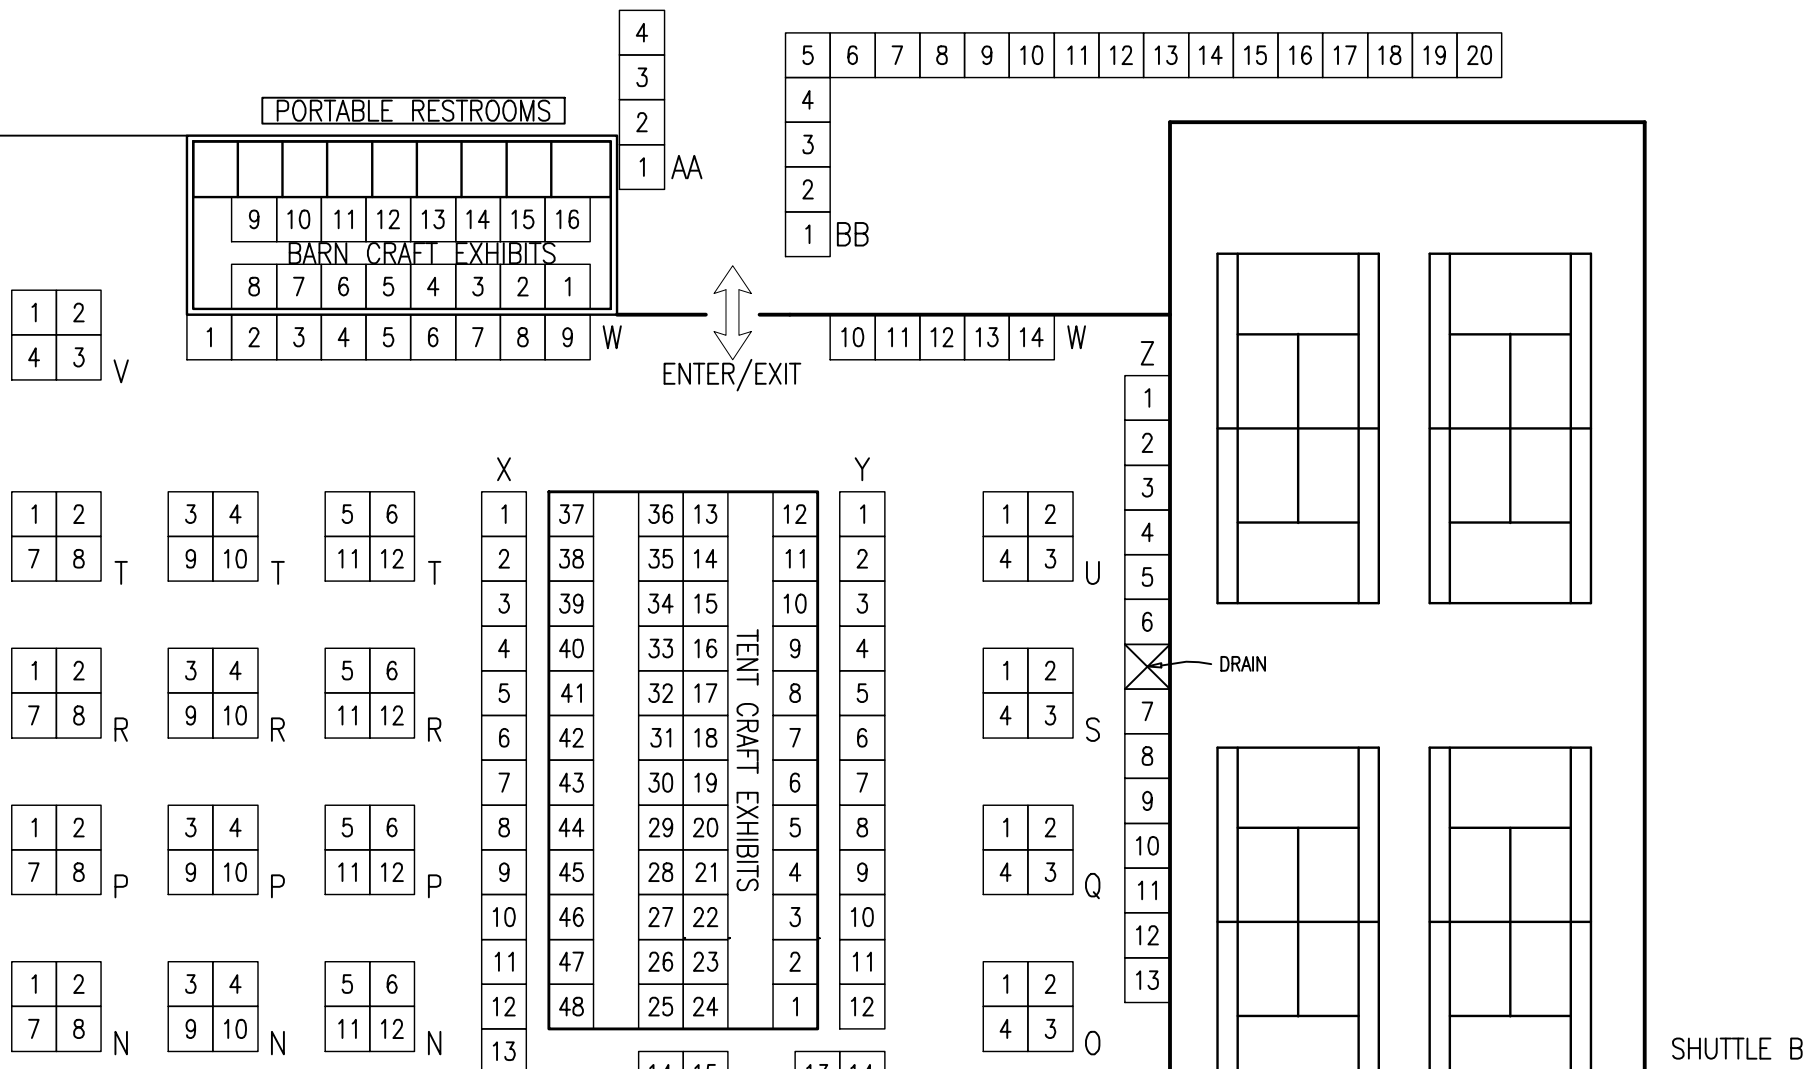 4
5 6 7 8 9 10 11 12 13 14 15 16 17 18 19 20
3
4
PORTABLE RESTROOMS
2
3
1 AA
2
9 10 11 12 13 14 15 16
1 BB
BARN CRAFT EXHIBITS
8 7 6 5 4 3 2 1
1 2
1 2 3 4 5 6 7 8 9 W
10 11 12 13 14 W
4 3 V
Z
ENTER/EXIT
1
2
X Y
3
1 2 3 4 5 6 1 37 36 13 12 1 1 2
4
7 8 T 9 10 T 11 12 T 2 38 35 14 11 2 4 3 U
5
3 39 34 15 10 3
6
4 40 33 16 9 4
TENT CRAFT EXHIBITS
1 2 3 4 5 6 1 2
DRAIN
5 41 32 17 8 5
7 8 R 9 10 R 11 12 R 4 3 S
7
6 42 31 18 7 6
8
7 43 30 19 6 7
9
1 2 3 4 5 6 8 44 29 20 5 8 1 2
10
7 8 P 9 10 P 11 12 P 9 45 28 21 4 9 4 3 Q
11
10 46 27 22 3 10
12
11 47 26 23 2 11
13
1 2 3 4 5 6 1 2
12 48 25 24 1 12
7 8 N 9 10 N 11 12 N 4 3 O
13
SHUTTLE B
14 15 13 14